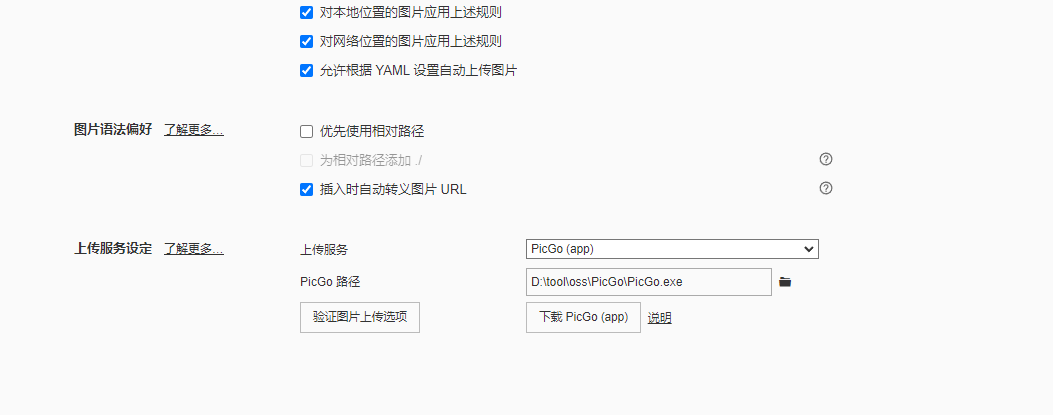 对本地位置的图片应用上述规则
对网络位置的图片应用上述规则
允许根据 YAML 设置自动上传图片
图片语法偏好 了解更多... 优先使用相对路径
为相对路径添加 ./
插入时自动转义图片 URL
上传服务设定 了解更多... 上传服务 PicGo (app)
PicGo 路径 D:\tool\oss\PicGo\PicGo.exe
验证图片上传选项 下载 PicGo (app) 说明